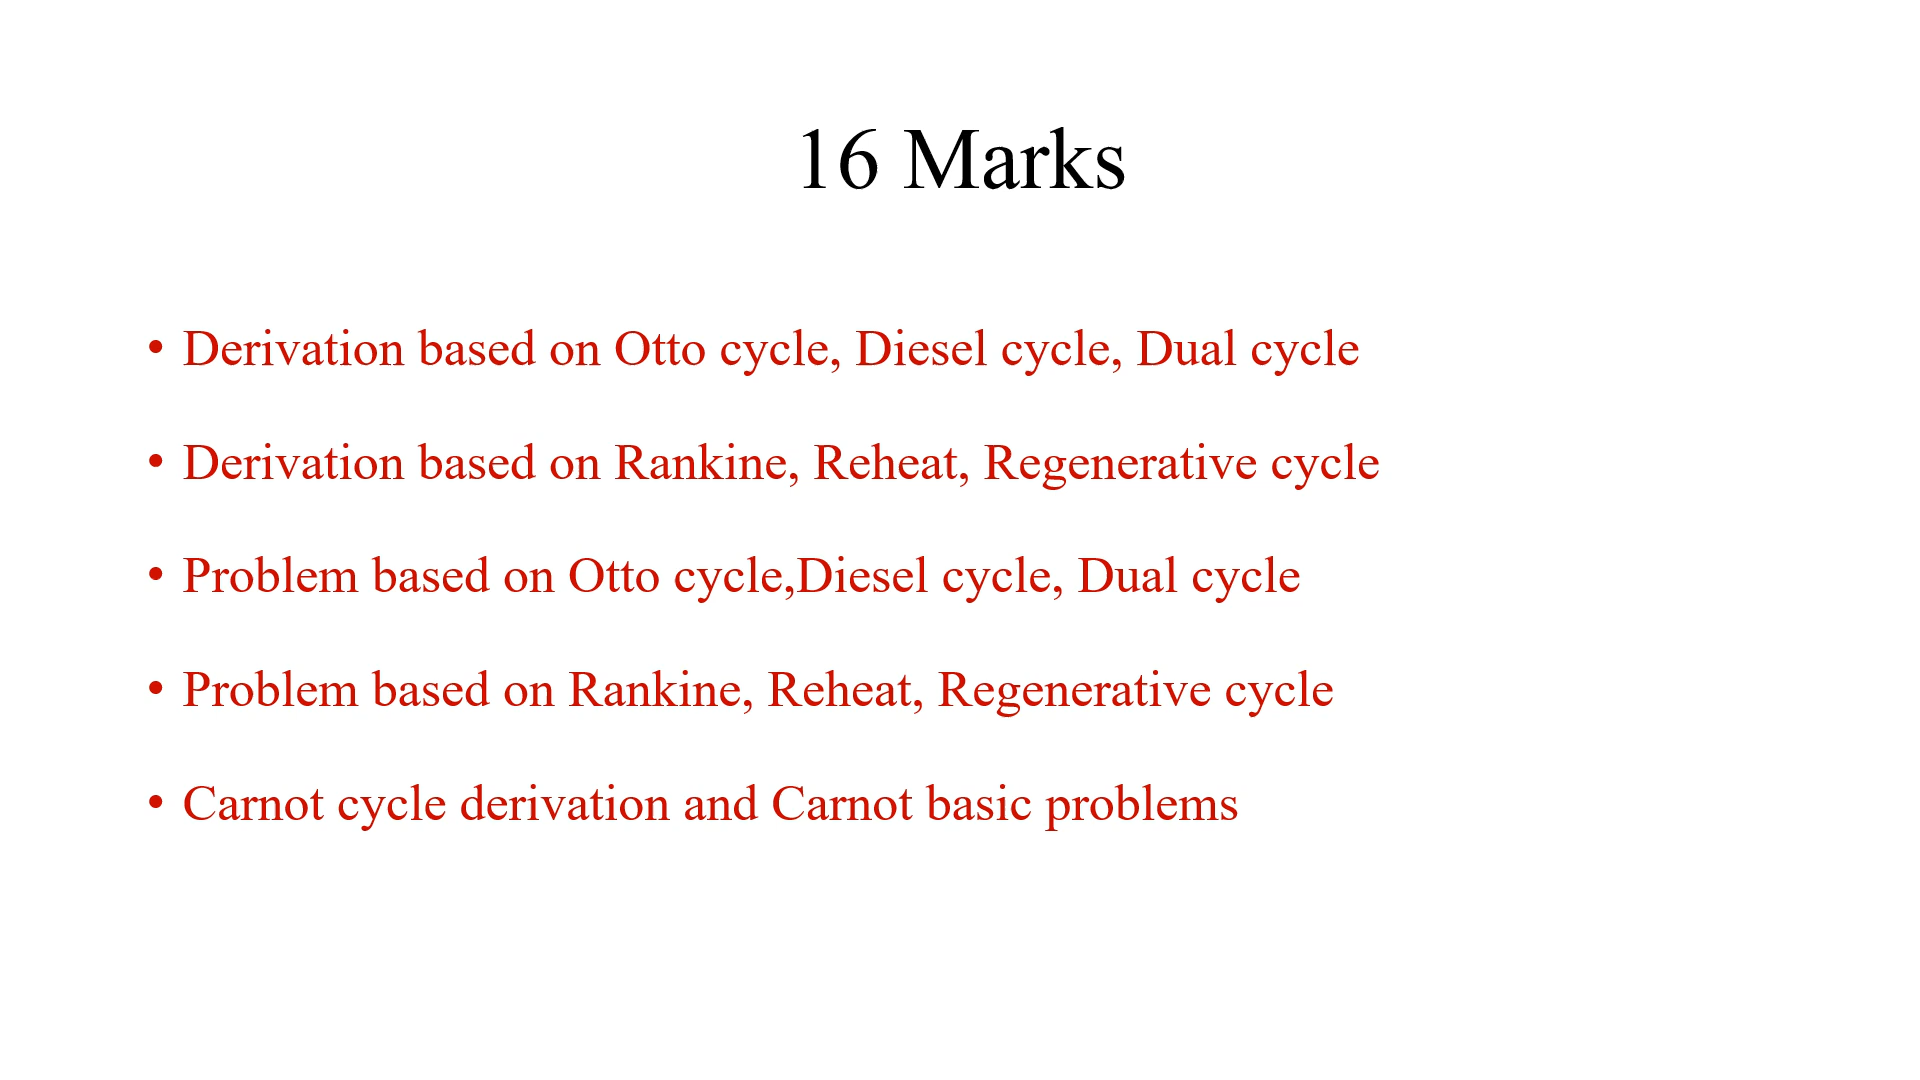 16 Marks
• Derivation based on Otto cycle, Diesel cycle, Dual cycle
• Derivation based on Rankine, Reheat, Regenerative cycle
• Problem based on Otto cycle,Diesel cycle, Dual cycle
• Problem based on Rankine, Reheat, Regenerative cycle
• Carnot cycle derivation and Carnot basic problems